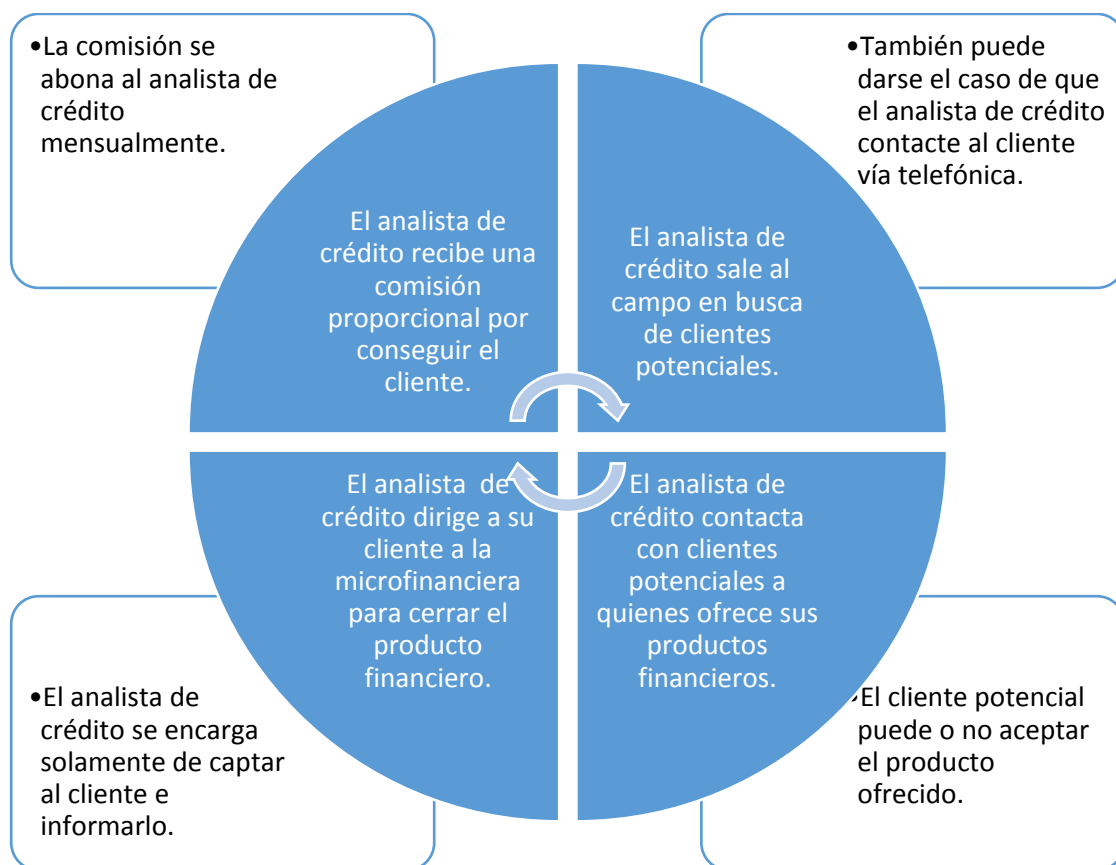 •La comisión se
abona al analista de
crédito
mensualmente.
•También puede
darse el caso de que
el analista de crédito
contacte al cliente
vía telefónica.
El analista de
crédito recibe una
comisión
proporcional por
conseguir el
cliente.
El analista de
crédito sale al
campo en busca
de clientes
potenciales.
El analista de
crédito dirige a su
cliente a la
microfinanciera
para cerrar el
producto
financiero.
El analista de
crédito contacta
con clientes
potenciales a
quienes ofrece sus
productos
financieros.
•El analista de
crédito se encarga
solamente de captar
al cliente e
informarlo.
•El cliente potencial
puede o no aceptar
el producto
ofrecido.